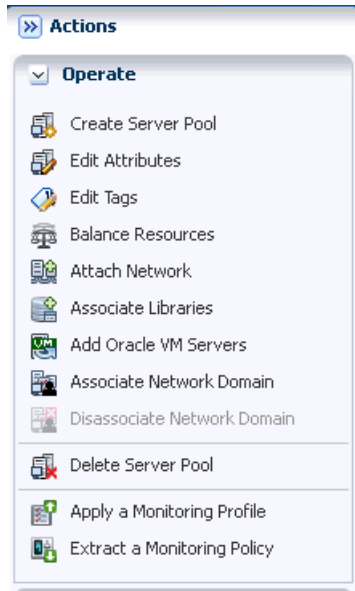 Actions
Operate
Create Server Pool
Edit Attributes
Edit Tags
Balance Resources
Attach Network
Associate Libraries
Add Oracle VM Servers
Associate Network Domain
Disassociate Network Domain
Delete Server Pool
Apply a Monitoring Profile
Extract a Monitoring Policy